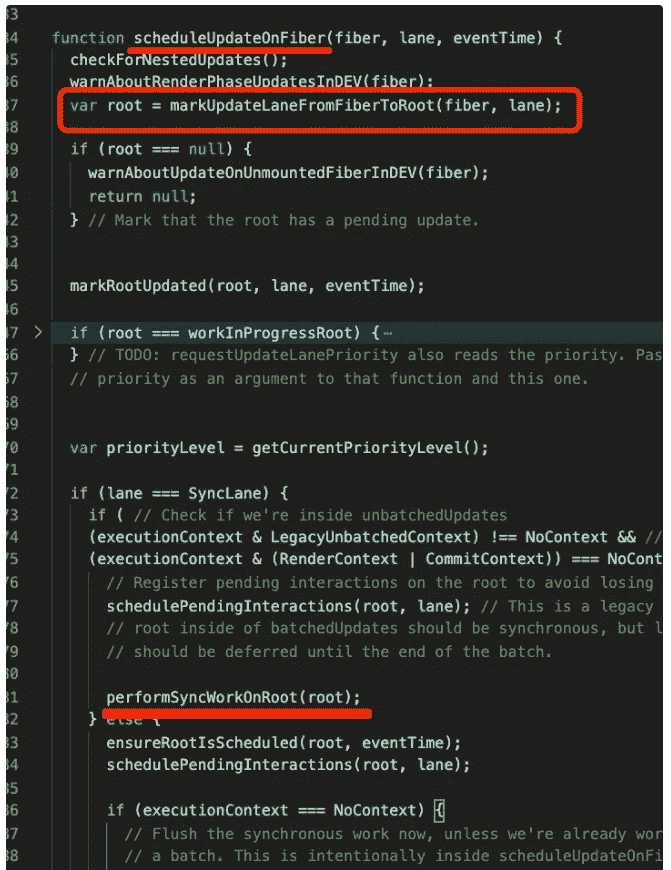 33
34 function scheduleUpdateOnFiber(fiber, lane, eventTime) {
35 checkForNestedUpdates();
36 warnAboutRenderPhaseUpdatesInDEV(fiber);
37 var root = markUpdateLaneFromFiberToRoot(fiber, lane);
38
39 if (root === null) {
40 warnAboutUpdateOnUnmountedFiberInDEV(fiber);
41 return null;
42 } // Mark that the root has a pending update.
43
44
45 markRootUpdated(root, lane, eventTime);
46
47 > if (root === workInProgressRoot) { ⋯
56 } // TODO: requestUpdateLanePriority also reads the priority. Pas
57 // priority as an argument to that function and this one.
58
59
70 var priorityLevel = getCurrentPriorityLevel();
71
72 if (lane === SyncLane) {
73 if ( // Check if we're inside unbatchedUpdates
74 (executionContext & LegacyUnbatchedContext) !== NoContext && //
75 (executionContext & (RenderContext | CommitContext)) === NoCont
76 // Register pending interactions on the root to avoid losing
77 schedulePendingInteractions(root, lane); // This is a legacy
78 // root inside of batchedUpdates should be synchronous, but l
79 // should be deferred until the end of the batch.
80
81 performSyncWorkOnRoot(root);
82 } else {
83 ensureRootIsScheduled(root, eventTime);
84 schedulePendingInteractions(root, lane);
85
86 if (executionContext === NoContext) {
87 // Flush the synchronous work now, unless we're already wor
88 // a batch. This is intentionally inside scheduleUpdateOnFi